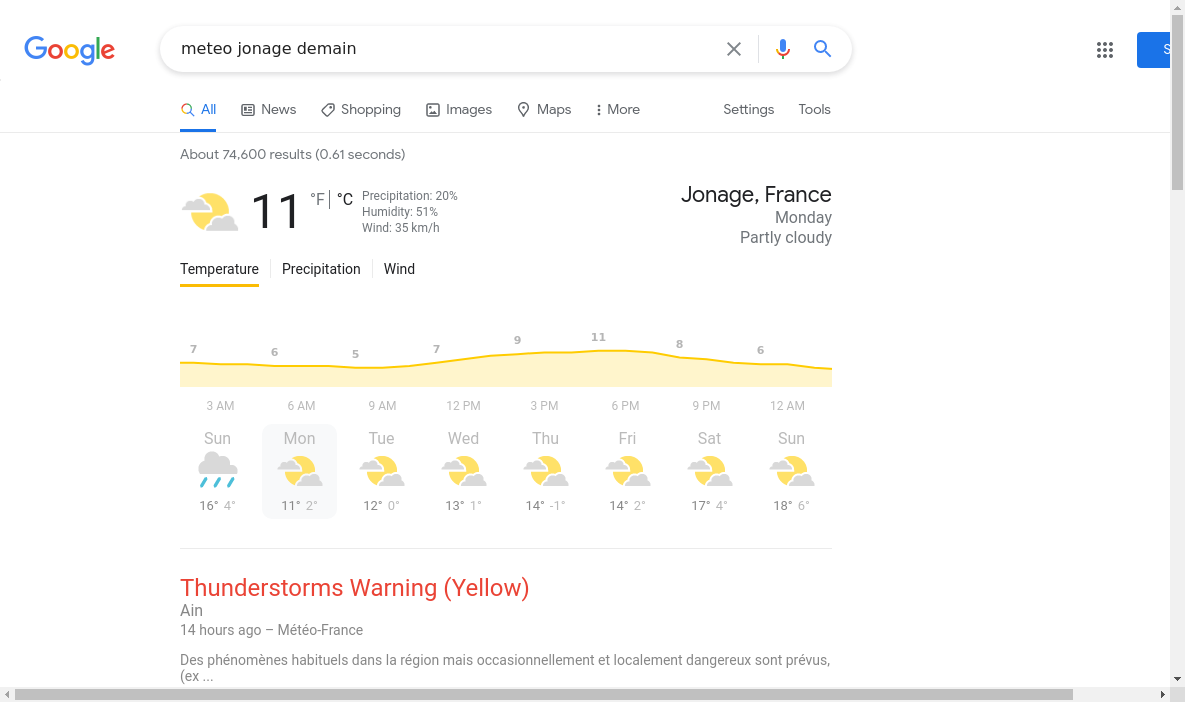 Google
meteo jonage demain
S
All News Shopping Images Maps More Settings Tools
About 74,600 results (0.61 seconds)
11 °F | °C
Precipitation: 20%
Humidity: 51%
Wind: 35 km/h
Jonage, France
Monday
Partly cloudy
Temperature Precipitation Wind
7 6 5 7 9 11 8 6
3 AM 6 AM 9 AM 12 PM 3 PM 6 PM 9 PM 12 AM
Sun Mon Tue Wed Thu Fri Sat Sun
16° 4° 11° 2° 12° 0° 13° 1° 14° -1° 14° 2° 17° 4° 18° 6°
Thunderstorms Warning (Yellow)
Ain
14 hours ago – Météo-France
Des phénomènes habituels dans la région mais occasionnellement et localement dangereux sont prévus,
(ex ...